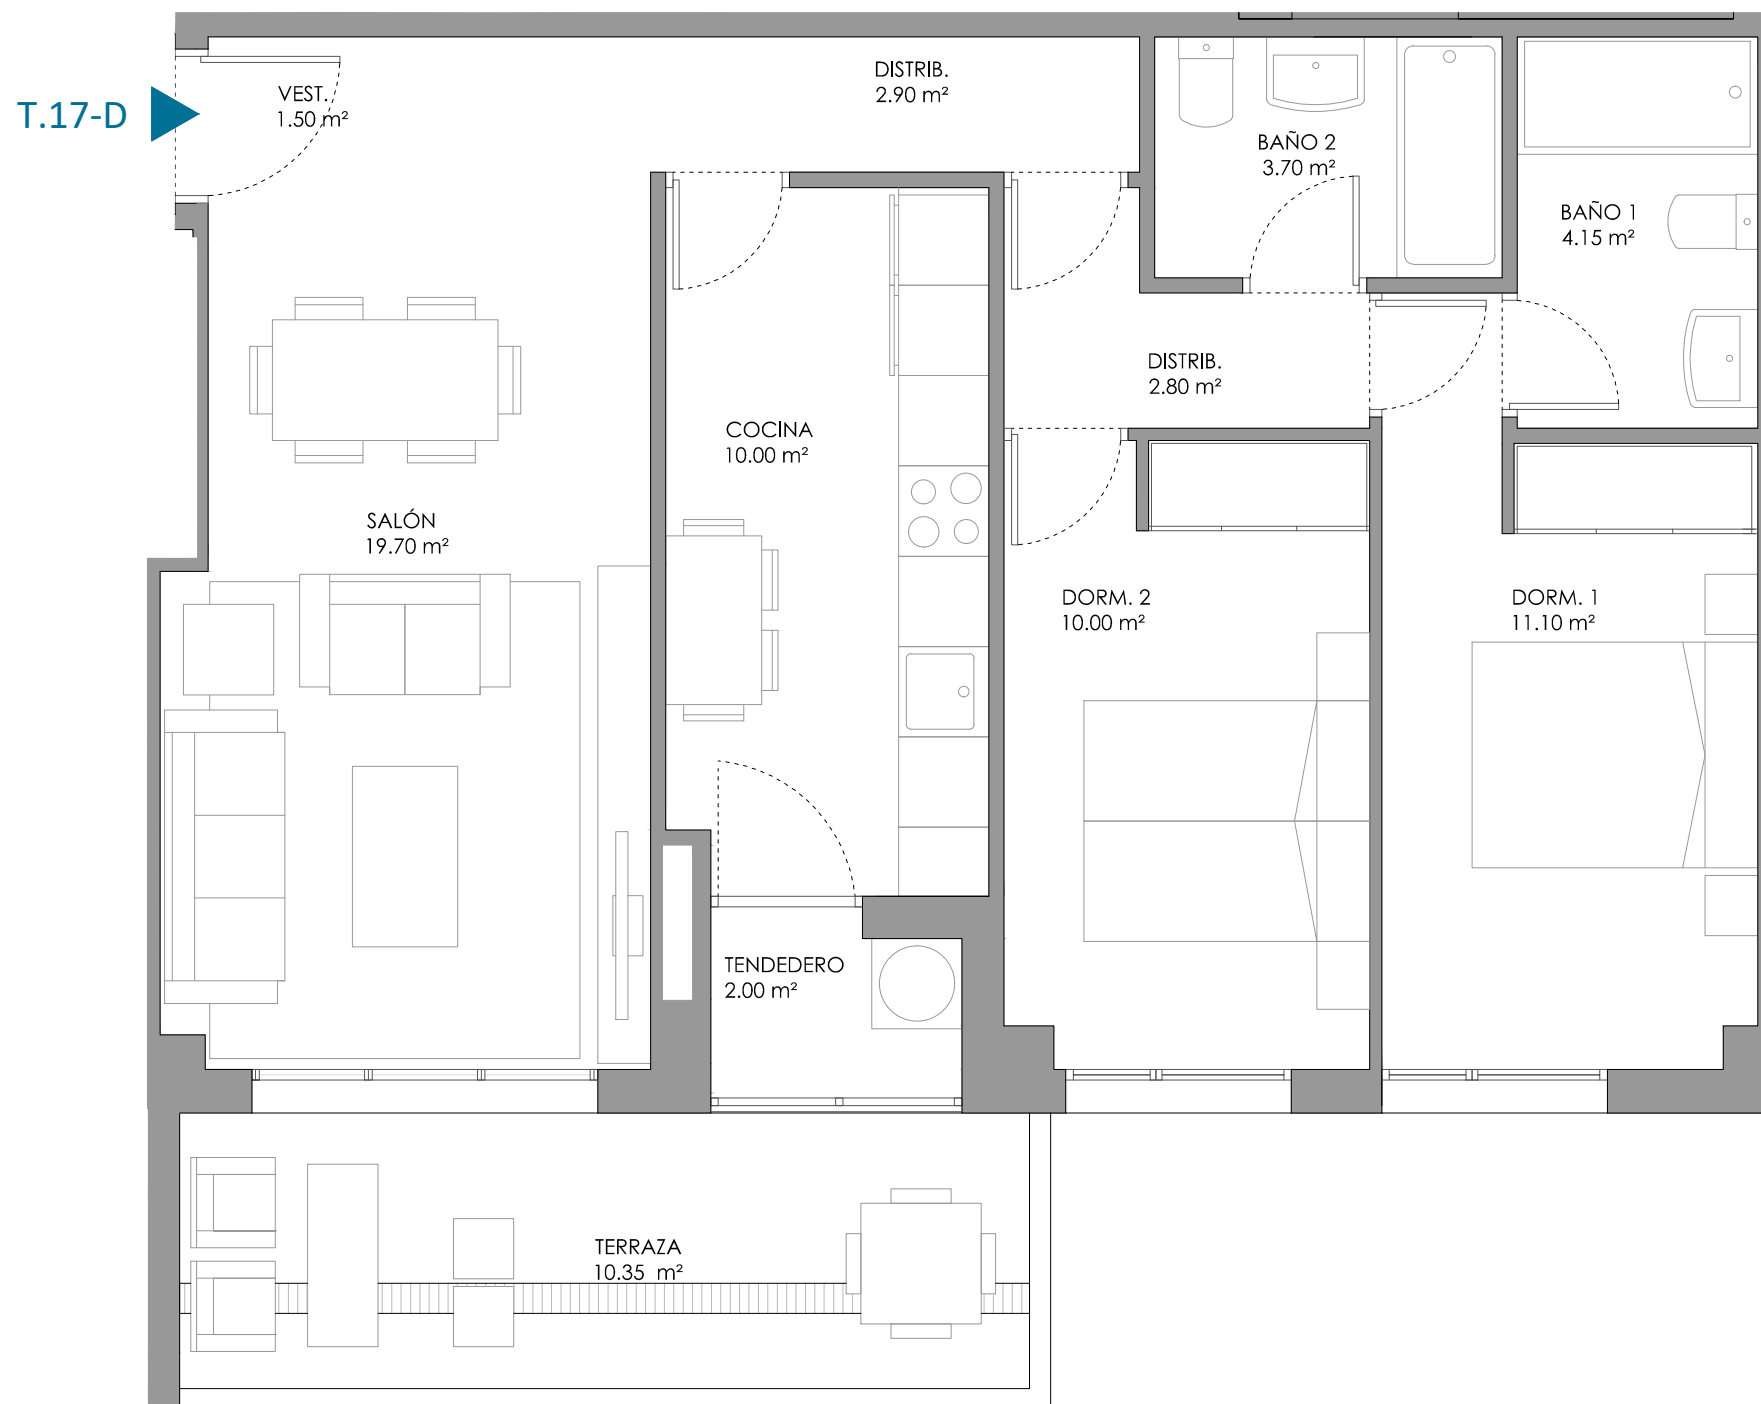 T.17-D
VEST.
1.50 m²
DISTRIB.
2.90 m²
BAÑO 2
3.70 m²
BAÑO 1
4.15 m²
DISTRIB.
2.80 m²
COCINA
10.00 m²
SALÓN
19.70 m²
DORM. 2
10.00 m²
DORM. 1
11.10 m²
TENDEDERO
2.00 m²
TERRAZA
10.35 m²